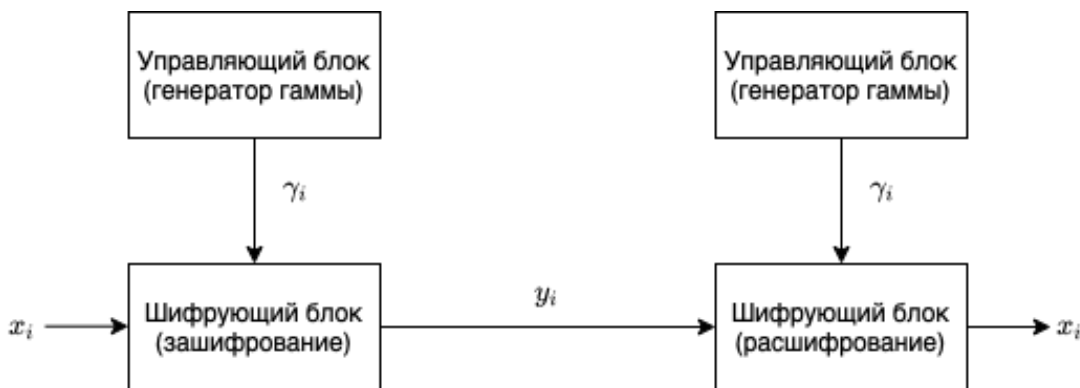 Управляющий блок
(генератор гаммы)
Управляющий блок
(генератор гаммы)
γᵢ
γᵢ
xᵢ
Шифрующий блок
(зашифрование)
yᵢ
Шифрующий блок
(расшифрование)
xᵢ